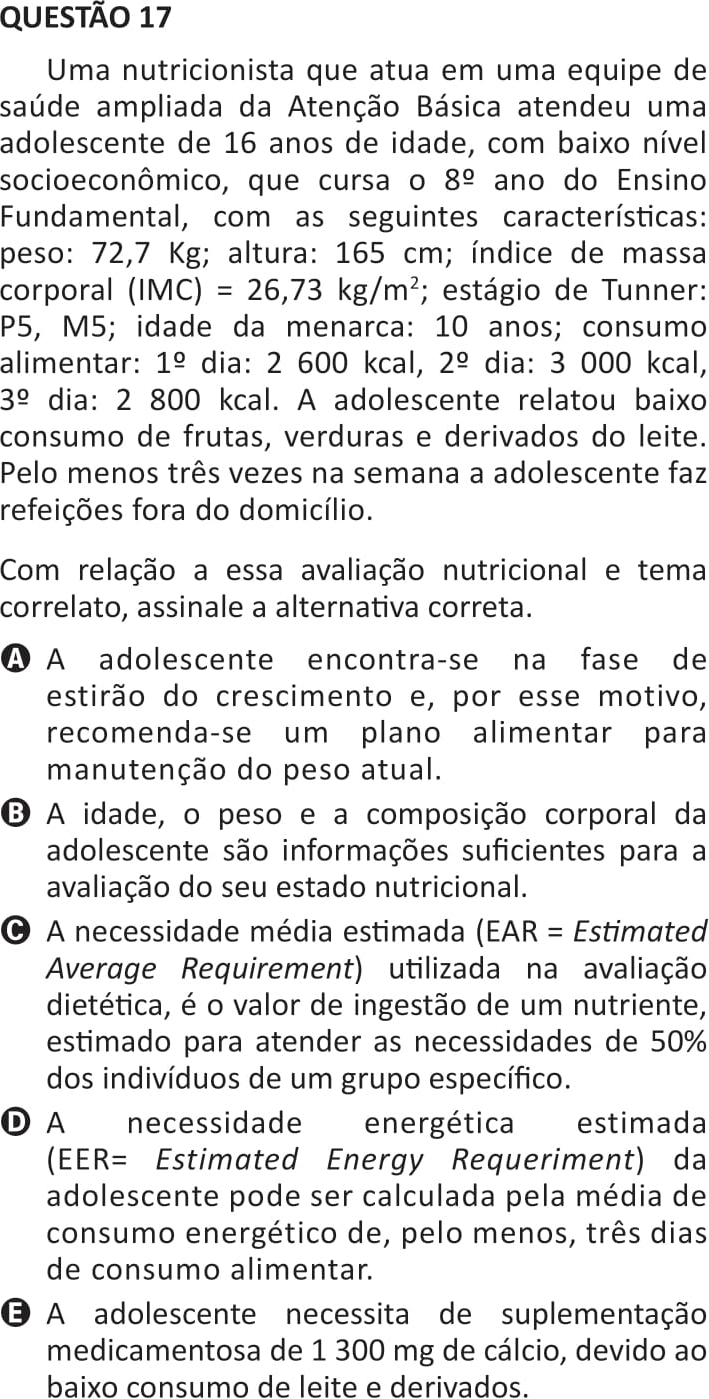 QUESTÃO 17
Uma nutricionista que atua em uma equipe de
saúde ampliada da Atenção Básica atendeu uma
adolescente de 16 anos de idade, com baixo nível
socioeconômico, que cursa o 8º ano do Ensino
Fundamental, com as seguintes características:
peso: 72,7 Kg; altura: 165 cm; índice de massa
corporal (IMC) = 26,73 kg/m²; estágio de Tunner:
P5, M5; idade da menarca: 10 anos; consumo
alimentar: 1º dia: 2 600 kcal, 2º dia: 3 000 kcal,
3º dia: 2 800 kcal. A adolescente relatou baixo
consumo de frutas, verduras e derivados do leite.
Pelo menos três vezes na semana a adolescente faz
refeições fora do domicílio.
Com relação a essa avaliação nutricional e tema
correlato, assinale a alternativa correta.
A A adolescente encontra-se na fase de
estirão do crescimento e, por esse motivo,
recomenda-se um plano alimentar para
manutenção do peso atual.
B A idade, o peso e a composição corporal da
adolescente são informações suficientes para a
avaliação do seu estado nutricional.
C A necessidade média estimada (EAR = Estimated
Average Requirement) utilizada na avaliação
dietética, é o valor de ingestão de um nutriente,
estimado para atender as necessidades de 50%
dos indivíduos de um grupo específico.
D A necessidade energética estimada
(EER= Estimated Energy Requeriment) da
adolescente pode ser calculada pela média de
consumo energético de, pelo menos, três dias
de consumo alimentar.
E A adolescente necessita de suplementação
medicamentosa de 1 300 mg de cálcio, devido ao
baixo consumo de leite e derivados.